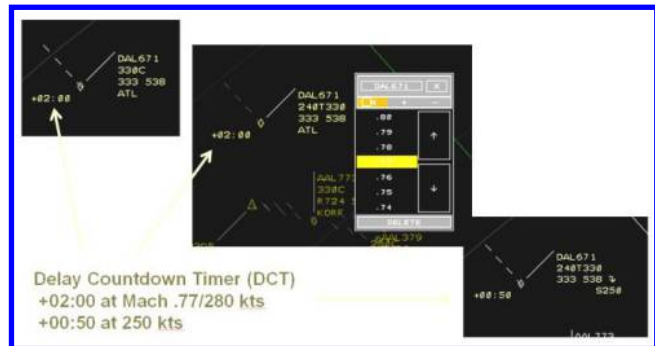 DAL671
330C
333 538
ATL
+02:00
DAL671
240T330
333 538
ATL
+02:00
DAL671 X
M + -
.80
.79
.78
.76
.75
.74
DELETE
330C
KORR
AAL379
DAL671
240T330
333 538
S250
+00:50
Delay Countdown Timer (DCT)
+02:00 at Mach .77/280 kts
+00:50 at 250 kts